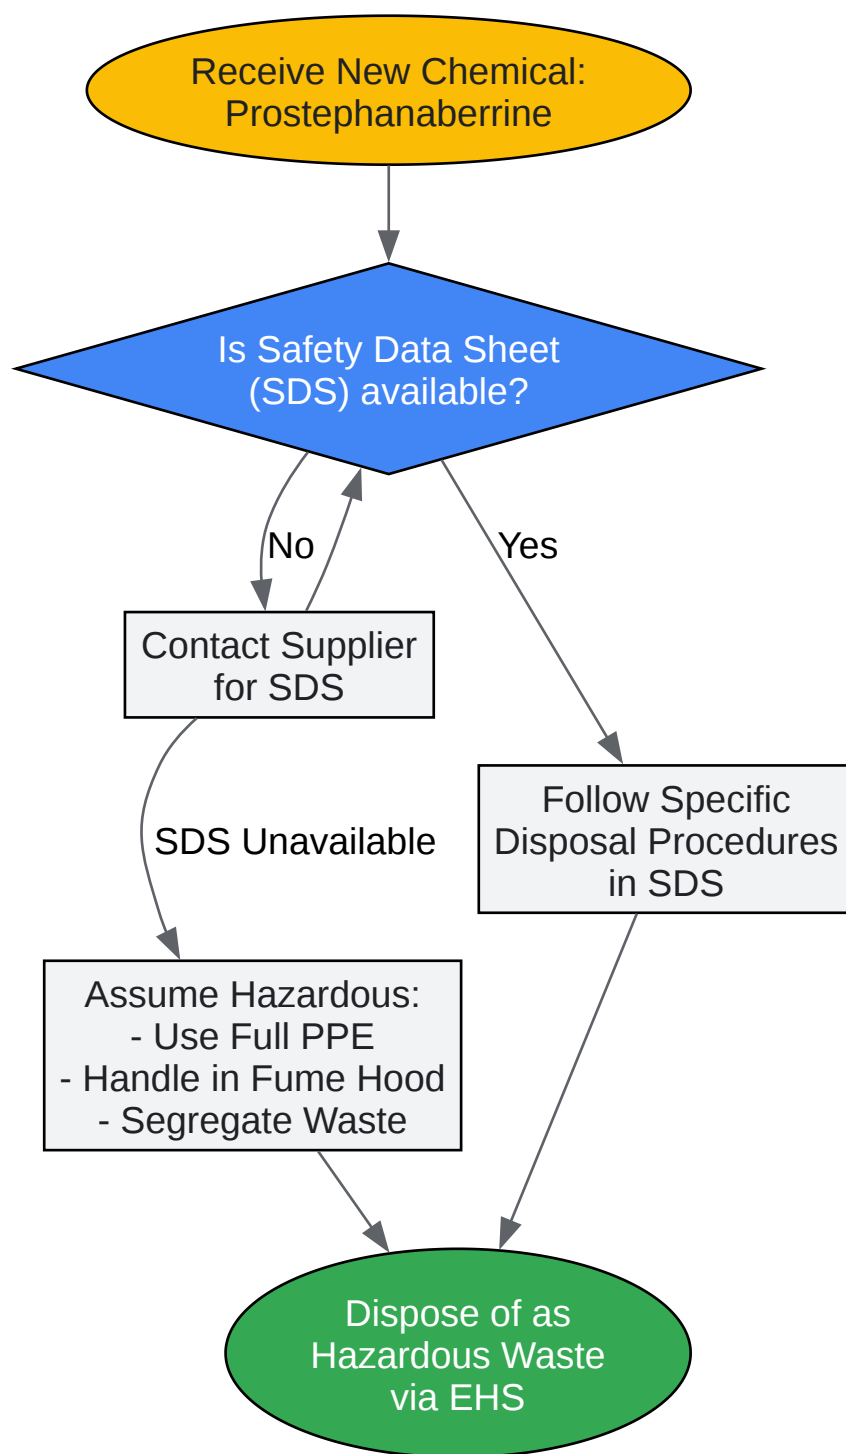 Receive New Chemical:
Prostephanaberrine
Is Safety Data Sheet
(SDS) available?
No
Yes
Contact Supplier
for SDS
Follow Specific
Disposal Procedures
in SDS
SDS Unavailable
Assume Hazardous:
- Use Full PPE
- Handle in Fume Hood
- Segregate Waste
Dispose of as
Hazardous Waste
via EHS